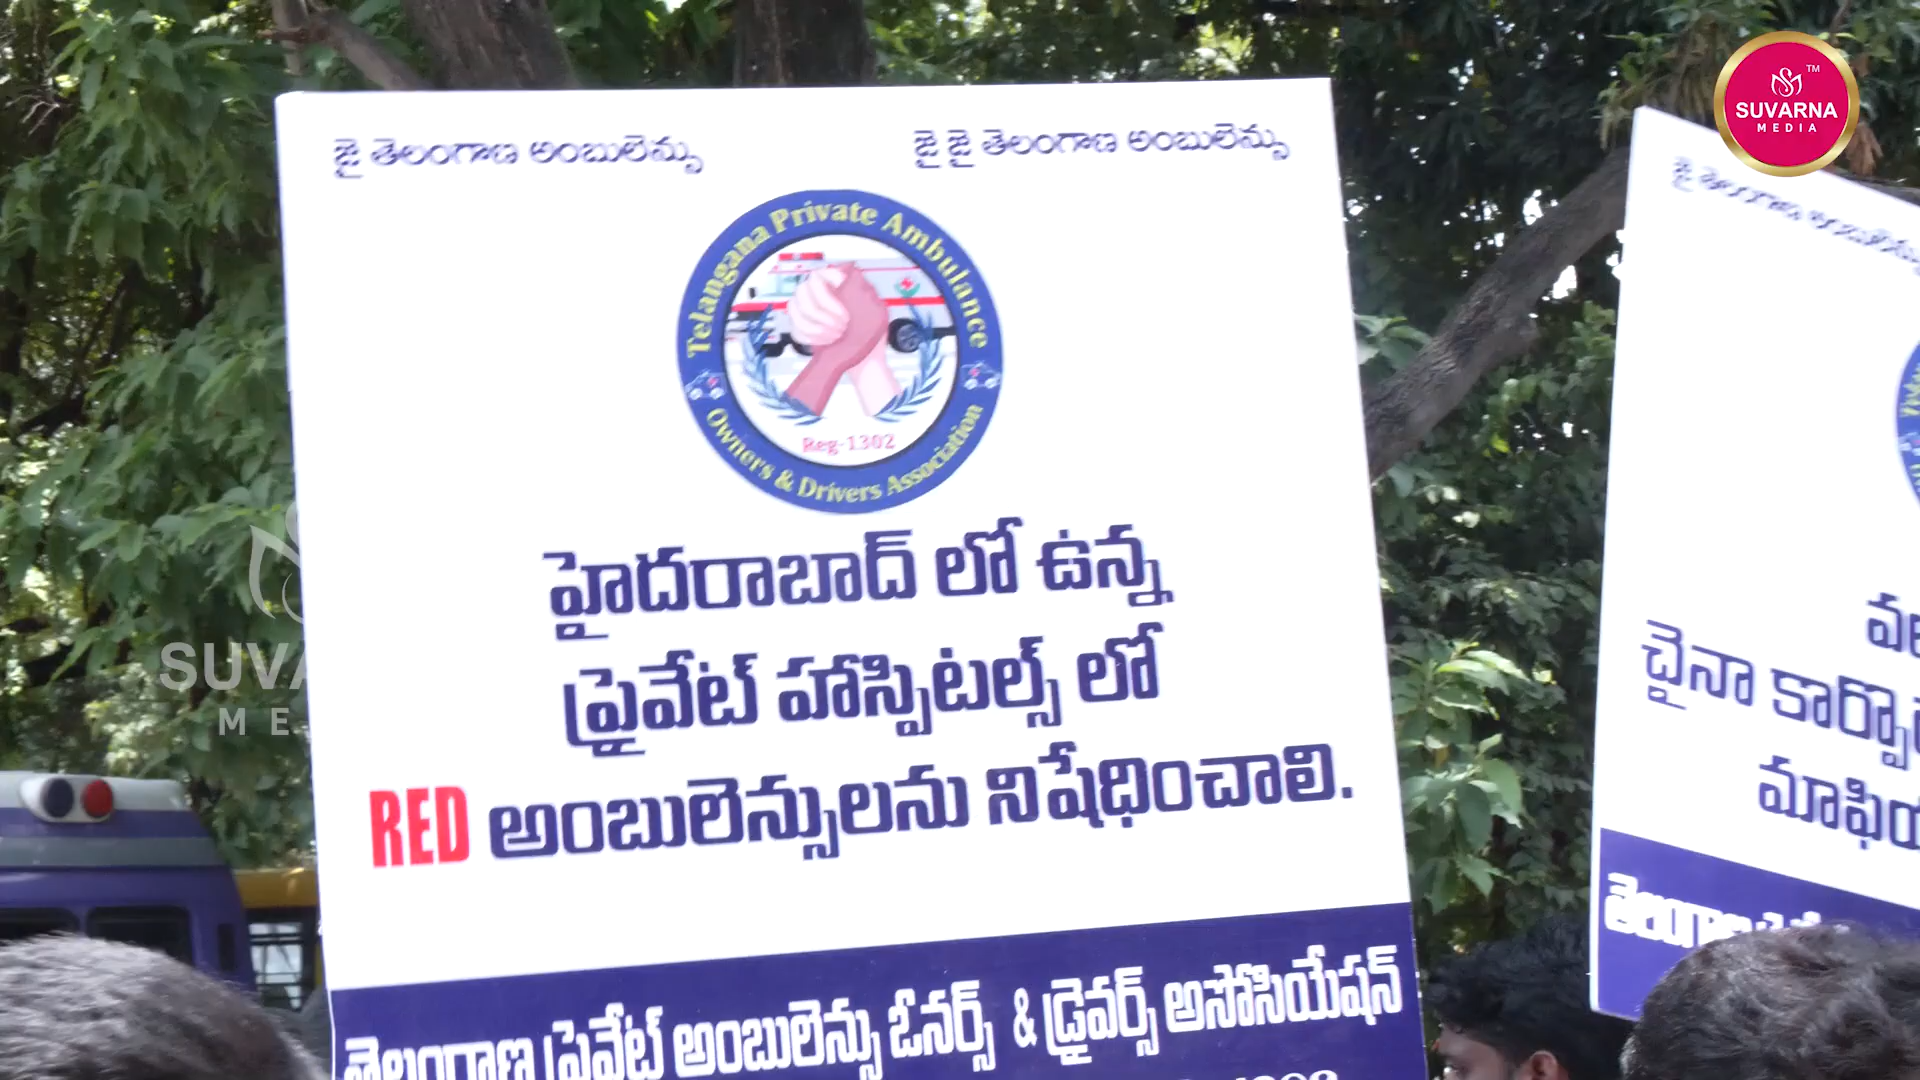 జై తెలంగాణ అంబులెన్సు
జై జై తెలంగాణ అంబులెన్సు
Telangana Private Ambulance
Owners & Drivers Association
Reg-1302
హైదరాబాద్ లో ఉన్న
ప్రైవేట్ హాస్పిటల్స్ లో
RED అంబులెన్సులను నిషేధించాలి.
తెలంగాణ ప్రైవేట్ అంబులెన్సు ఓనర్స్ & డ్రైవర్స్ అసోసియేషన్
జై తెలంగాణ అంబులెన్సు
చైనా
తెలంగాణ
SUVARNA
MEDIA
TM